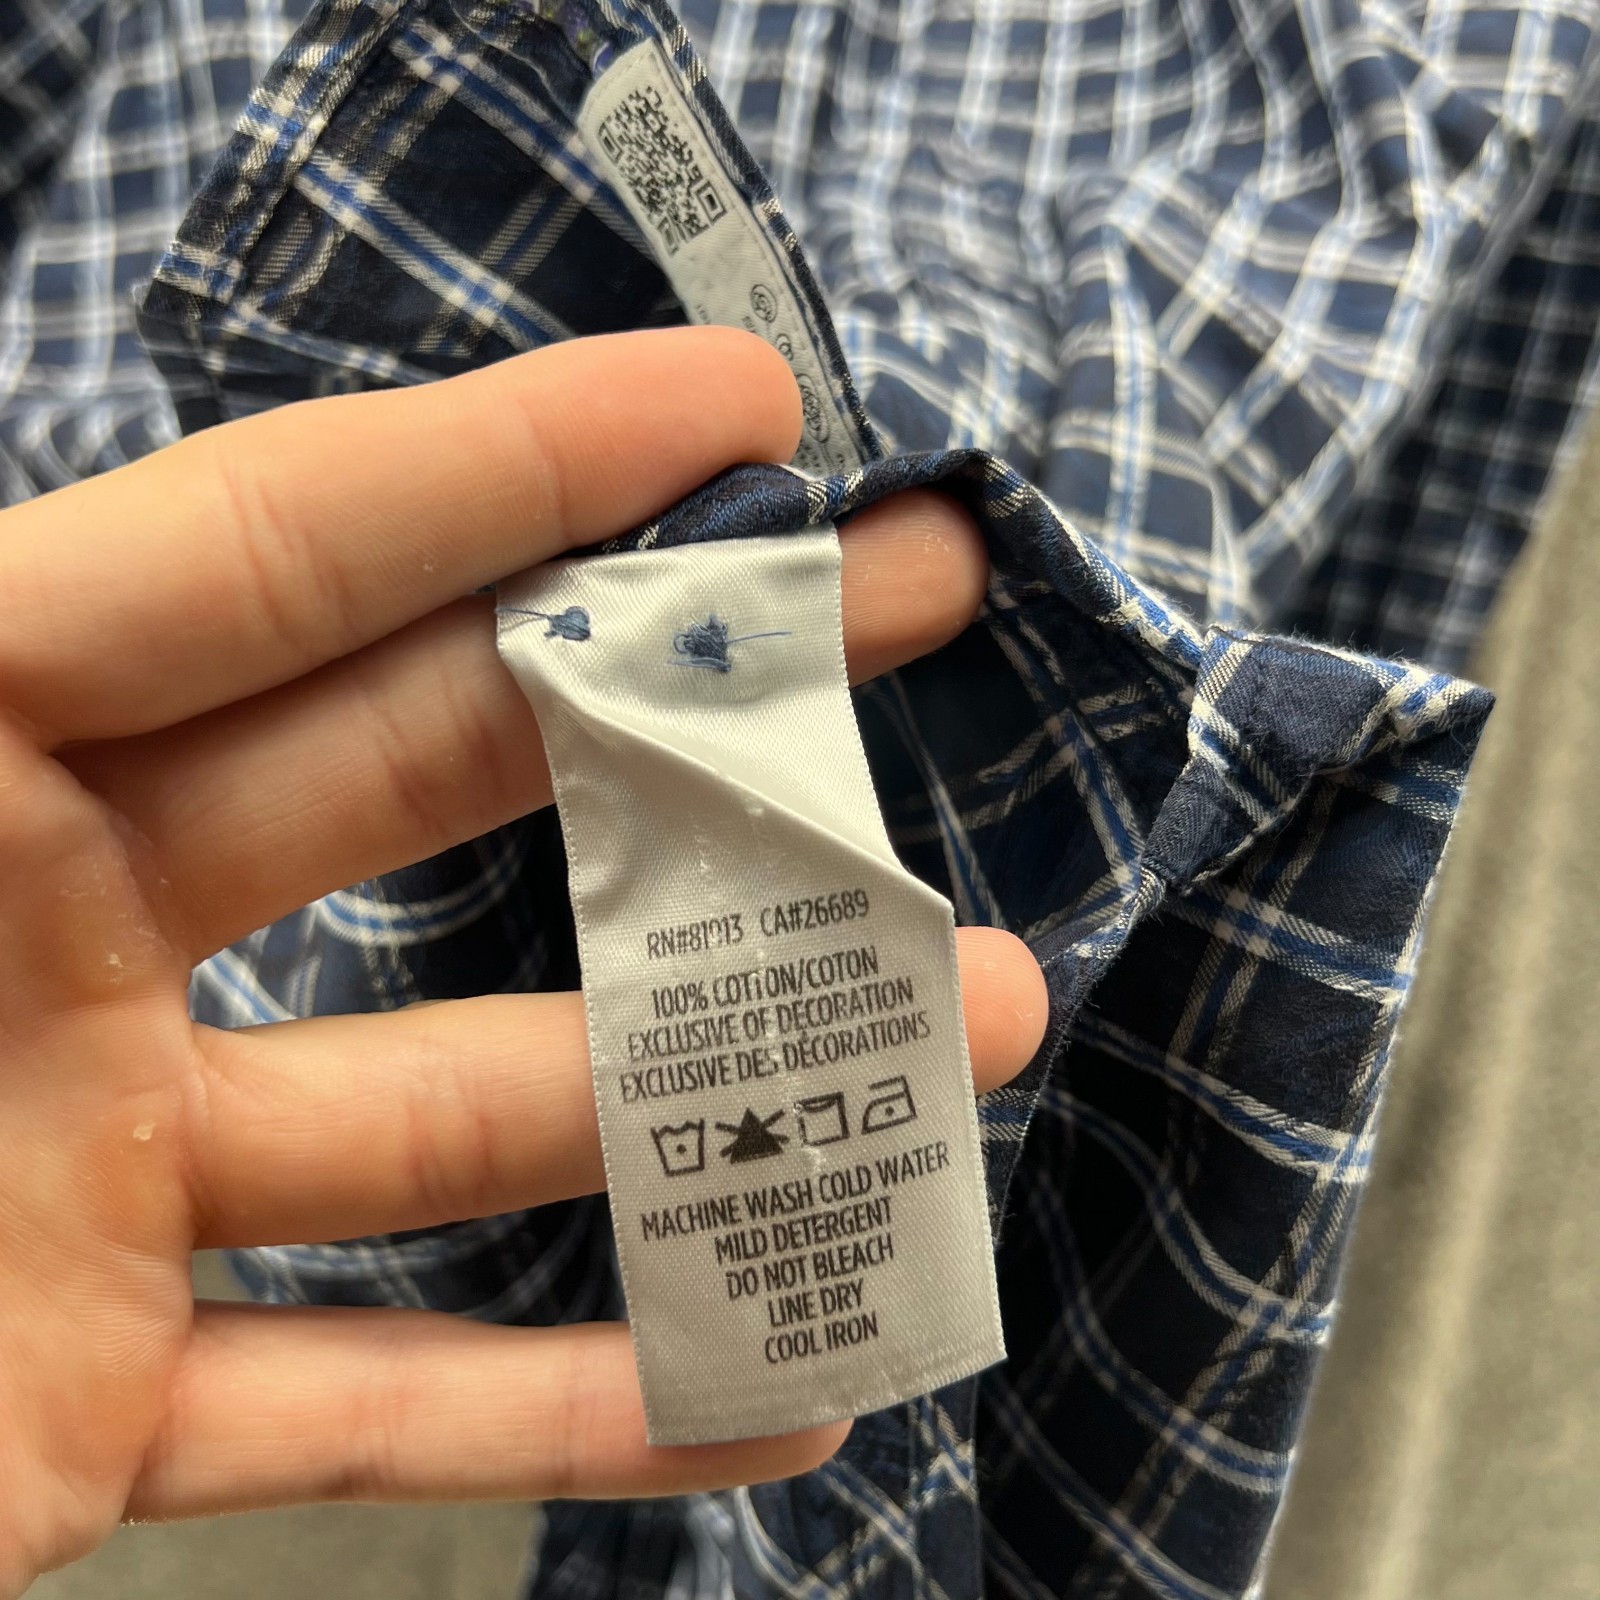 RN#81913 CA#26689
100% COTTON/COTON
EXCLUSIVE OF DECORATION
EXCLUSIVE DES DÉCORATIONS
MACHINE WASH COLD WATER
MILD DETERGENT
DO NOT BLEACH
LINE DRY
COOL IRON